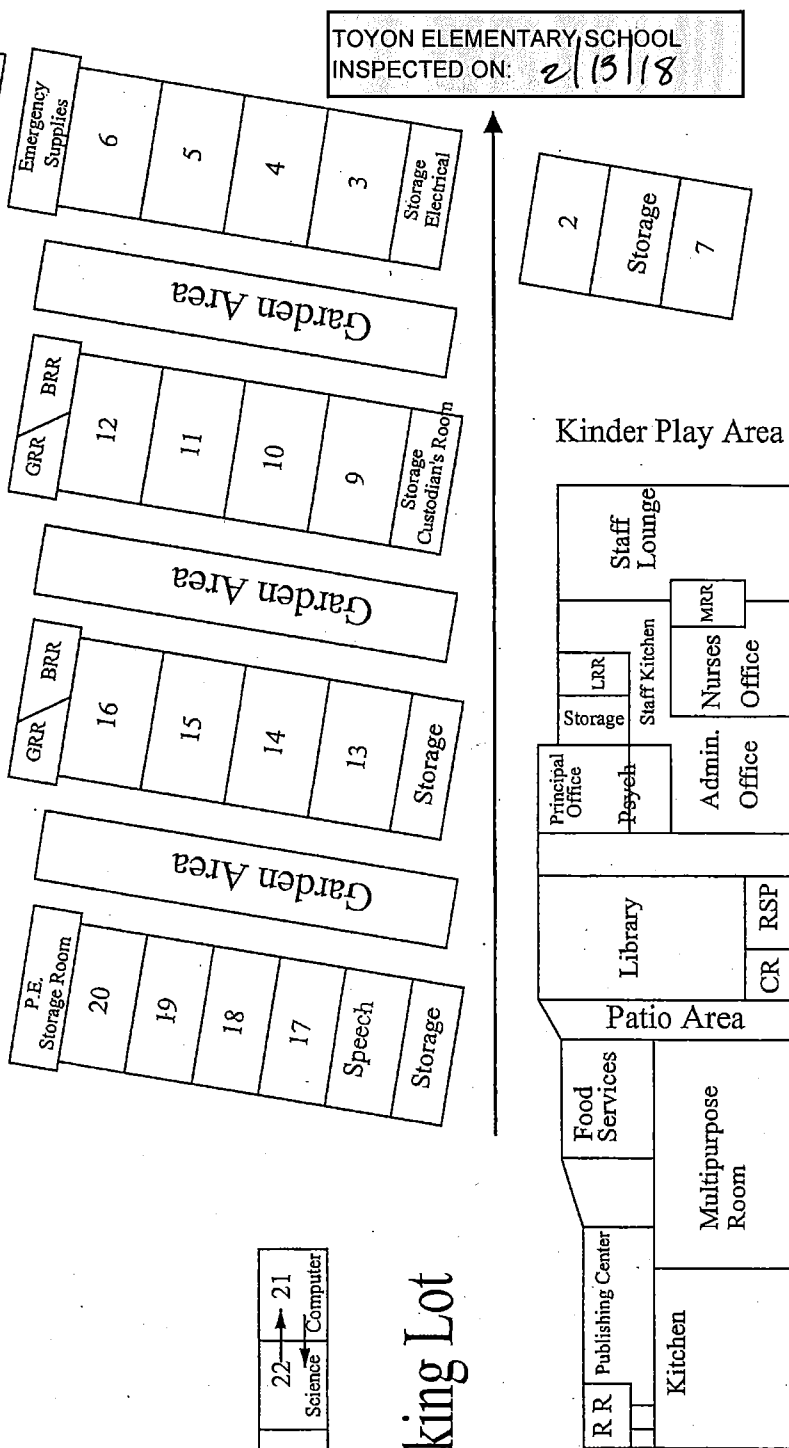 TOYON ELEMENTARY SCHOOL
INSPECTED ON: 2/13/18
Emergency
Supplies
6
5
4
3
Storage
Electrical
Garden Area
GRR
BRR
12
11
10
9
Storage
Custodian's Room
Garden Area
GRR
BRR
16
15
14
13
Storage
Garden Area
P.E.
Storage Room
20
19
18
17
Speech
Storage
2
Storage
7
Kinder Play Area
Staff
Lounge
MRR
Nurses
Office
LRR
Staff Kitchen
Storage
Principal
Office
Psych
Admin.
Office
Library
RSP
CR
Patio Area
Food
Services
Multipurpose
Room
Publishing Center
R R
Kitchen
22
21
Science
Computer
king Lot